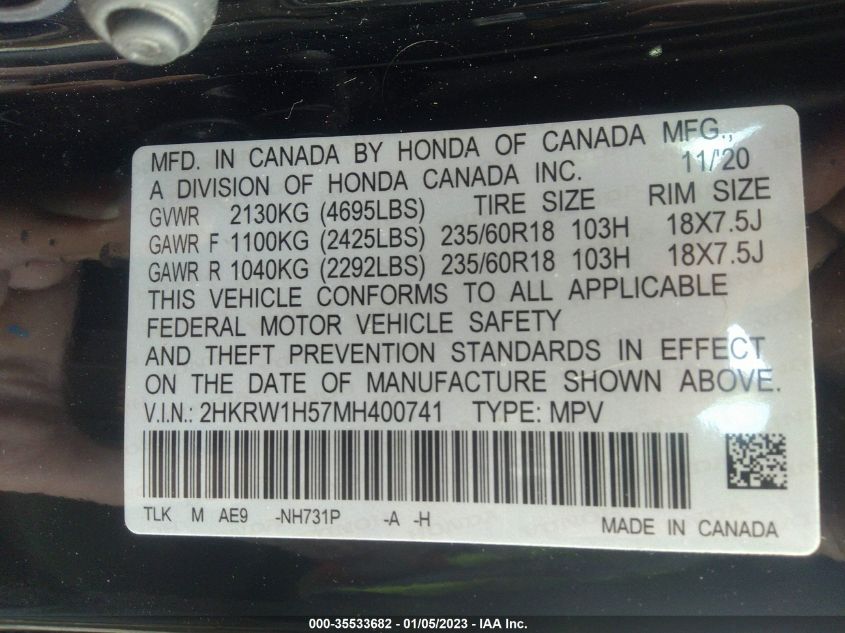 MFD. IN CANADA BY HONDA OF CANADA MFG.,
A DIVISION OF HONDA CANADA INC. 11/'20
GVWR 2130KG (4695LBS) TIRE SIZE RIM SIZE
GAWR F 1100KG (2425LBS) 235/60R18 103H 18X7.5J
GAWR R 1040KG (2292LBS) 235/60R18 103H 18X7.5J
THIS VEHICLE CONFORMS TO ALL APPLICABLE
FEDERAL MOTOR VEHICLE SAFETY
AND THEFT PREVENTION STANDARDS IN EFFECT
ON THE DATE OF MANUFACTURE SHOWN ABOVE.
V.I.N.: 2HKRW1H57MH400741 TYPE: MPV
TLK M AE9 -NH731P -A -H
MADE IN CANADA
000-35533682 - 01/05/2023 - IAA Inc.